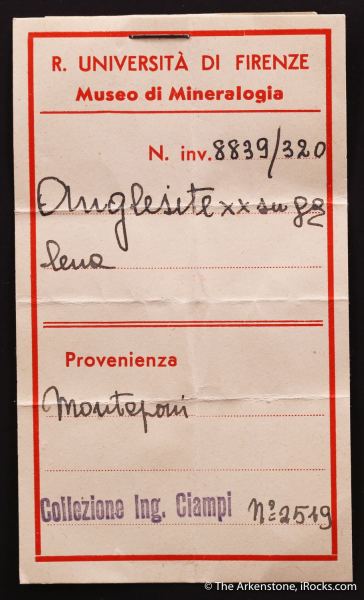 R. UNIVERSITÀ DI FIRENZE
Museo di Mineralogia
N. inv. 8839/320
Anglesite xx su ga
lena
Provenienza
Monteponi
Collezione Ing. Ciampi Nº 2519
© The Arkenstone, iRocks.com